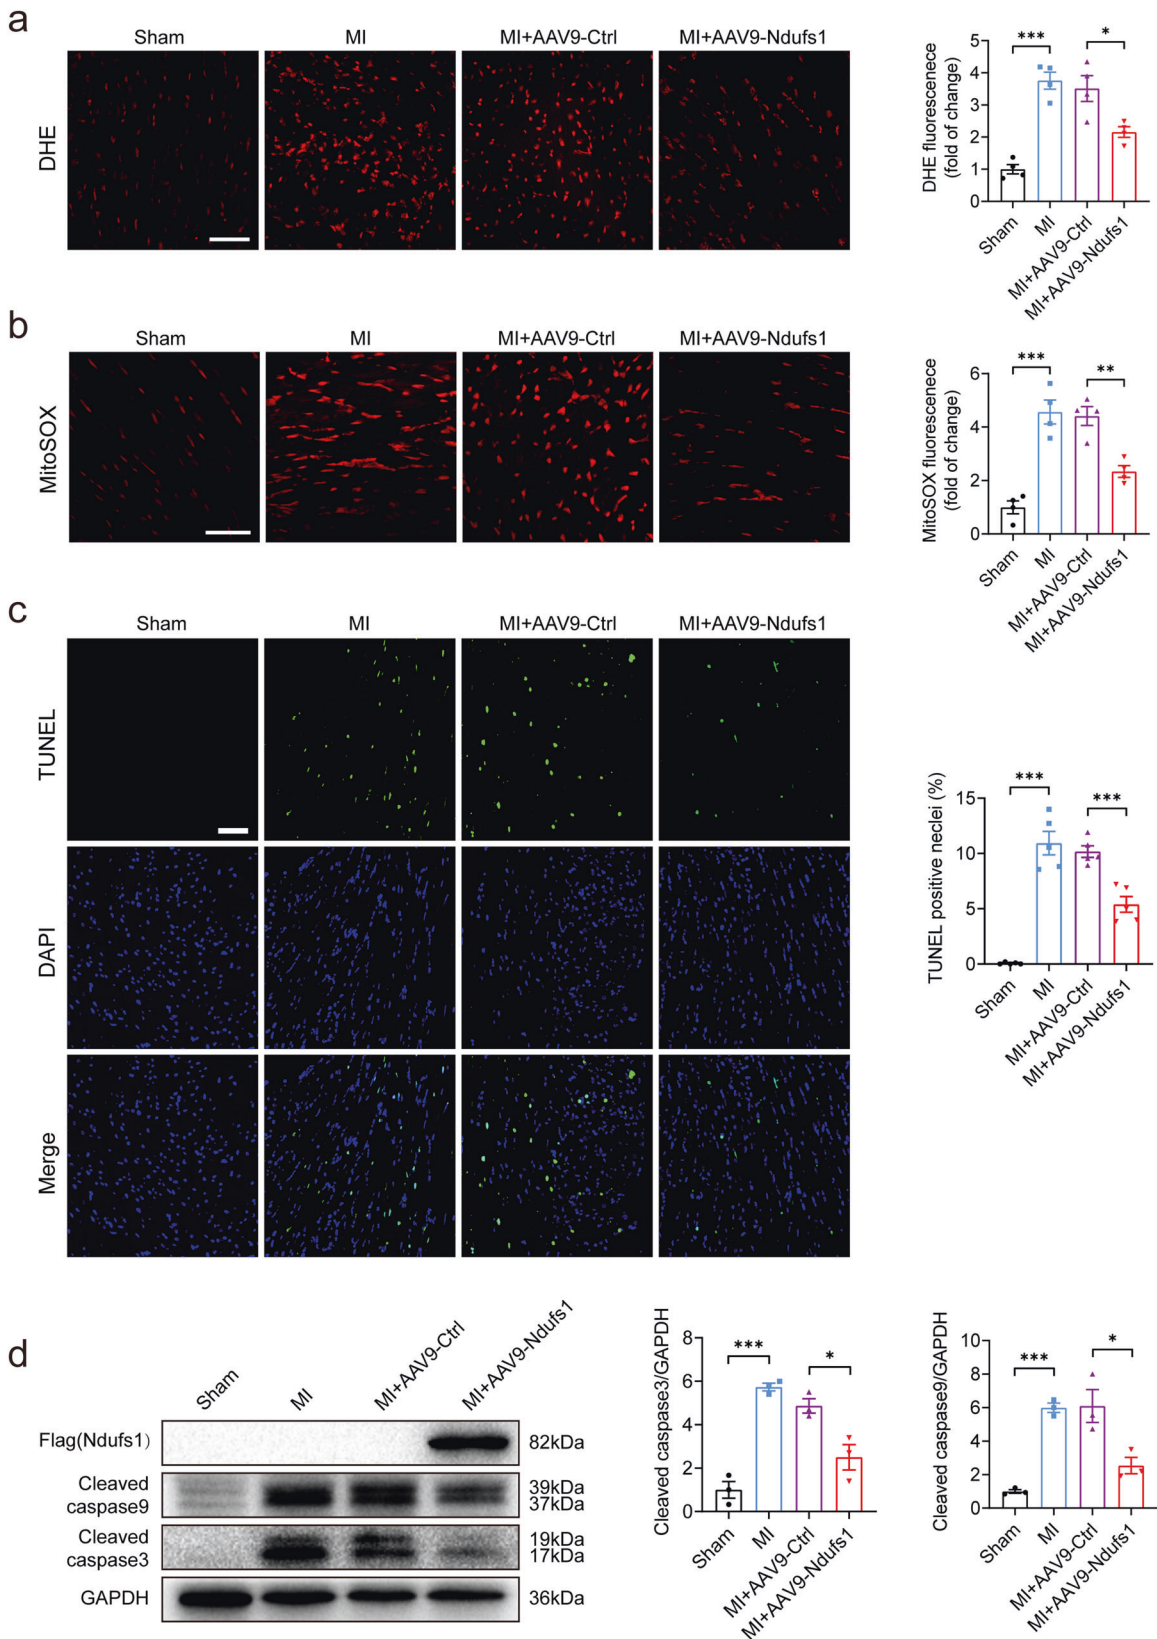 a
Sham
MI
MI+AAV9-Ctrl
MI+AAV9-Ndufs1
DHE
DHE fluorescenece
(fold of change)
5
4
3
2
1
0
***
*
Sham
MI
MI+AAV9-Ctrl
MI+AAV9-Ndufs1
b
Sham
MI
MI+AAV9-Ctrl
MI+AAV9-Ndufs1
MitoSOX
MitoSOX fluorescenece
(fold of change)
6
4
2
0
***
**
Sham
MI
MI+AAV9-Ctrl
MI+AAV9-Ndufs1
c
Sham
MI
MI+AAV9-Ctrl
MI+AAV9-Ndufs1
TUNEL
DAPI
Merge
TUNEL positive neclei (%)
15
10
5
0
***
***
Sham
MI
MI+AAV9-Ctrl
MI+AAV9-Ndufs1
d
Sham
MI
MI+AAV9-Ctrl
MI+AAV9-Ndufs1
Flag(Ndufs1)
82kDa
Cleaved
caspase9
39kDa
37kDa
Cleaved
caspase3
19kDa
17kDa
GAPDH
36kDa
Cleaved caspase3/GAPDH
8
6
4
2
0
***
*
Sham
MI
MI+AAV9-Ctrl
MI+AAV9-Ndufs1
Cleaved caspase9/GAPDH
10
8
6
4
2
0
***
*
Sham
MI
MI+AAV9-Ctrl
MI+AAV9-Ndufs1